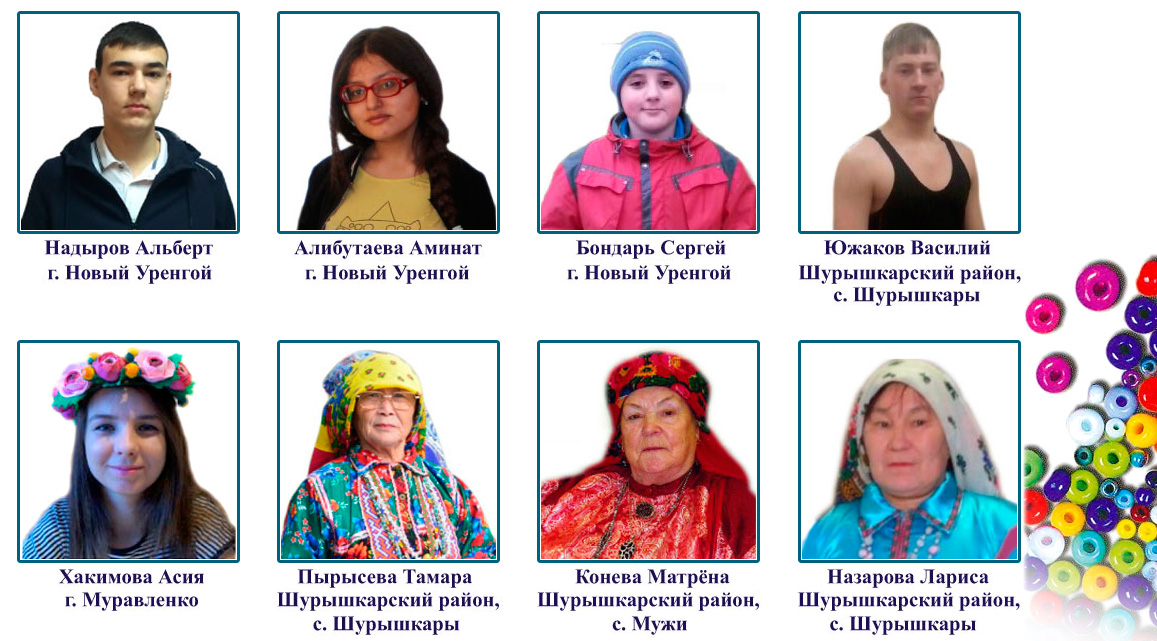 Надыров Альберт
г. Новый Уренгой
Алибутаева Аминат
г. Новый Уренгой
Бондарь Сергей
г. Новый Уренгой
Южаков Василий
Шурышкарский район,
с. Шурышкары
Хакимова Асия
г. Муравленко
Пырысева Тамара
Шурышкарский район,
с. Шурышкары
Конева Матрёна
Шурышкарский район,
с. Мужи
Назарова Лариса
Шурышкарский район,
с. Шурышкары